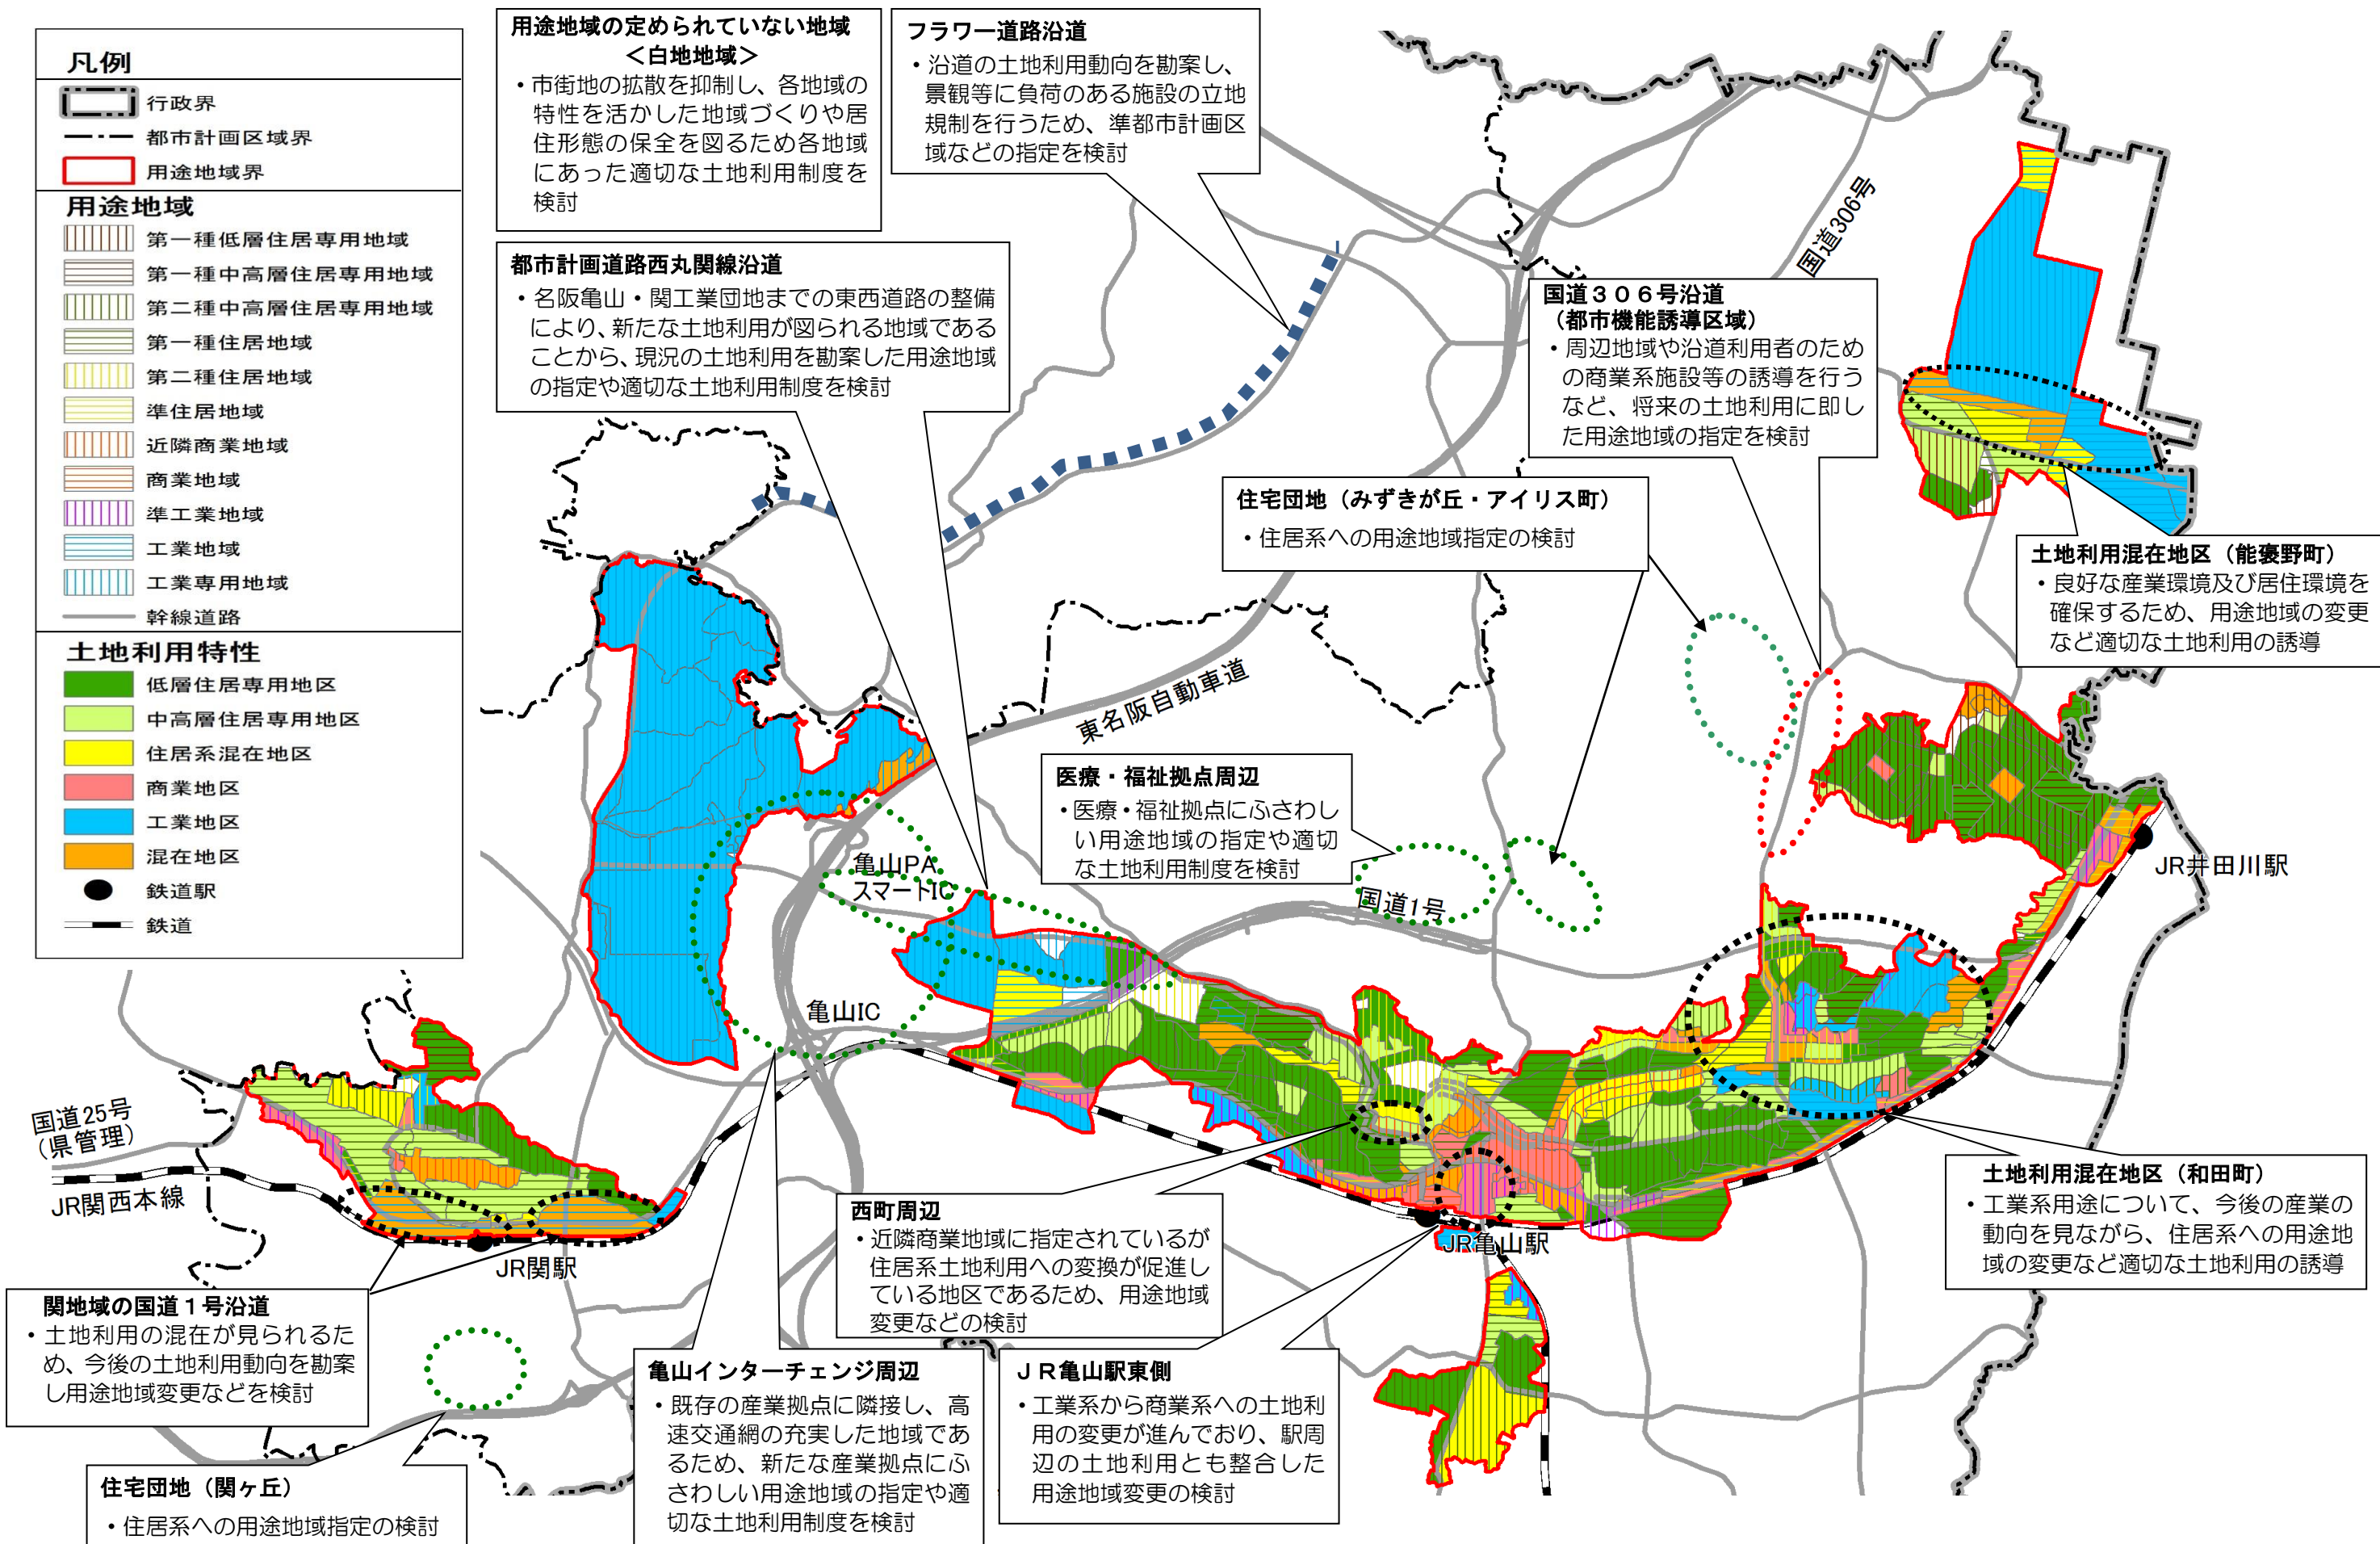 凡例
行政界
都市計画区域界
用途地域界
用途地域
第一種低層住居専用地域
第一種中高層住居専用地域
第二種中高層住居専用地域
第一種住居地域
第二種住居地域
準住居地域
近隣商業地域
商業地域
準工業地域
工業地域
工業専用地域
幹線道路
土地利用特性
低層住居専用地区
中高層住居専用地区
住居系混在地区
商業地区
工業地区
混在地区
鉄道駅
鉄道
用途地域の定められていない地域
＜白地地域＞
・市街地の拡散を抑制し、各地域の
特性を活かした地域づくりや居
住形態の保全を図るため各地域
にあった適切な土地利用制度を
検討
フラワー道路沿道
・沿道の土地利用動向を勘案し、
景観等に負荷のある施設の立地
規制を行うため、準都市計画区
域などの指定を検討
都市計画道路西丸関線沿道
・名阪亀山・関工業団地までの東西道路の整備
により、新たな土地利用が図られる地域である
ことから、現況の土地利用を勘案した用途地域
の指定や適切な土地利用制度を検討
国道306号
国道３０６号沿道
（都市機能誘導区域）
・周辺地域や沿道利用者のため
の商業系施設等の誘導を行う
など、将来の土地利用に即し
た用途地域の指定を検討
住宅団地（みずきが丘・アイリス町）
・住居系への用途地域指定の検討
土地利用混在地区（能褒野町）
・良好な産業環境及び居住環境を
確保するため、用途地域の変更
など適切な土地利用の誘導
東名阪自動車道
医療・福祉拠点周辺
・医療・福祉拠点にふさわし
い用途地域の指定や適切
な土地利用制度を検討
亀山PA
スマートIC
国道1号
JR井田川駅
亀山IC
国道25号
（県管理）
JR関西本線
JR関駅
JR亀山駅
西町周辺
・近隣商業地域に指定されているが
住居系土地利用への変換が促進し
ている地区であるため、用途地域
変更などの検討
土地利用混在地区（和田町）
・工業系用途について、今後の産業の
動向を見ながら、住居系への用途地
域の変更など適切な土地利用の誘導
関地域の国道１号沿道
・土地利用の混在が見られるた
め、今後の土地利用動向を勘案
し用途地域変更などを検討
亀山インターチェンジ周辺
・既存の産業拠点に隣接し、高
速交通網の充実した地域であ
るため、新たな産業拠点にふ
さわしい用途地域の指定や適
切な土地利用制度を検討
ＪＲ亀山駅東側
・工業系から商業系への土地利
用の変更が進んでおり、駅周
辺の土地利用とも整合した
用途地域変更の検討
住宅団地（関ヶ丘）
・住居系への用途地域指定の検討